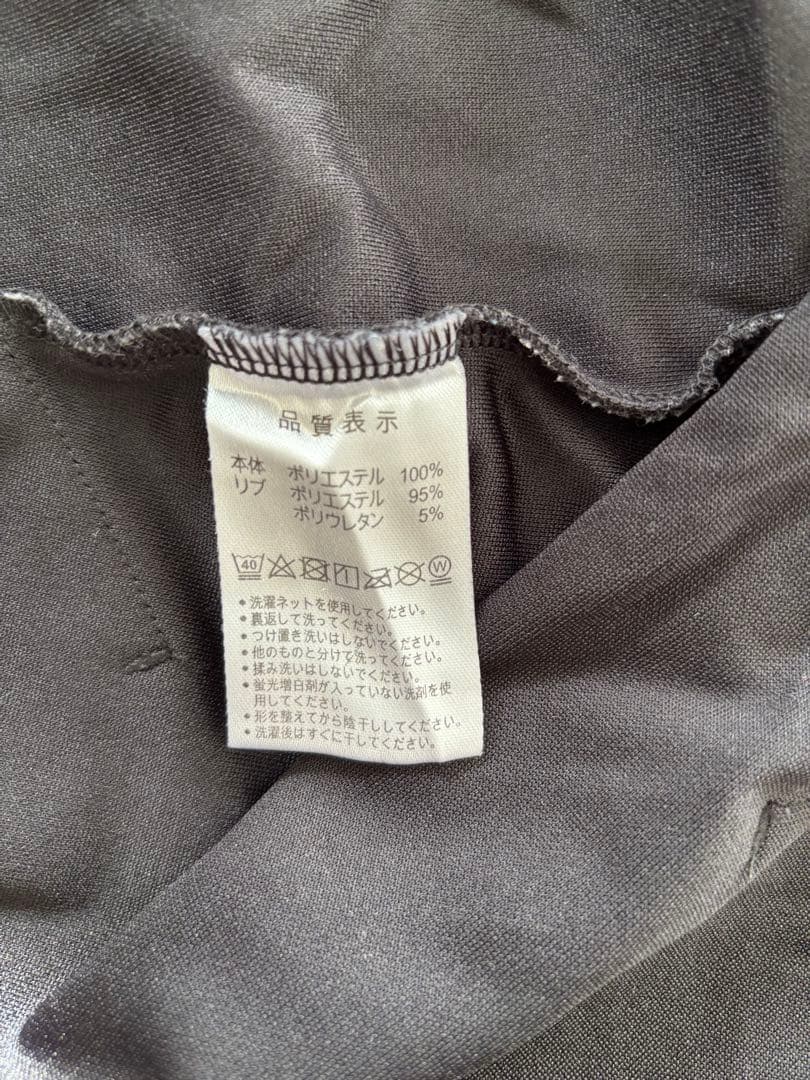 品質表示
本体 ポリエステル 100%
リブ ポリエステル 95%
ポリウレタン 5%
40 W
•洗濯ネットを使用してください。
•裏返して洗ってください。
•つけ置き洗いはしないでください。
•他のものと分けて洗ってください。
•揉み洗いはしないでください。
•蛍光増白剤が入っていない洗剤を使
用してください。
•形を整えてから陰干ししてください。
•洗濯後はすぐに干してください。